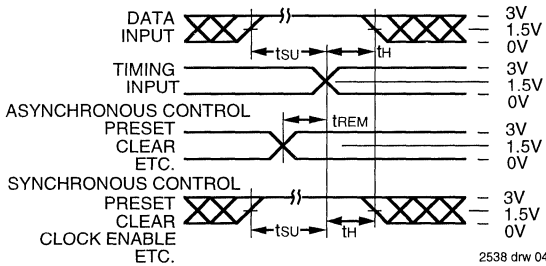 DATA
INPUT
tSU
tH
3V
1.5V
0V
TIMING
INPUT
3V
1.5V
0V
ASYNCHRONOUS CONTROL
PRESET
CLEAR
ETC.
tREM
3V
1.5V
0V
SYNCHRONOUS CONTROL
PRESET
CLEAR
CLOCK ENABLE
ETC.
tSU
tH
3V
1.5V
0V
2538 drw 04